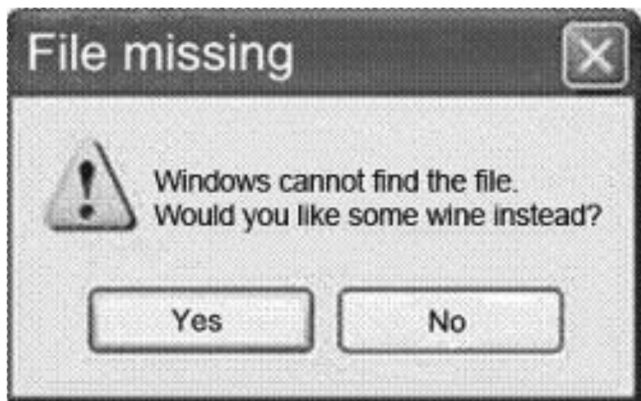 File missing
Windows cannot find the file.
Would you like some wine instead?
Yes
No